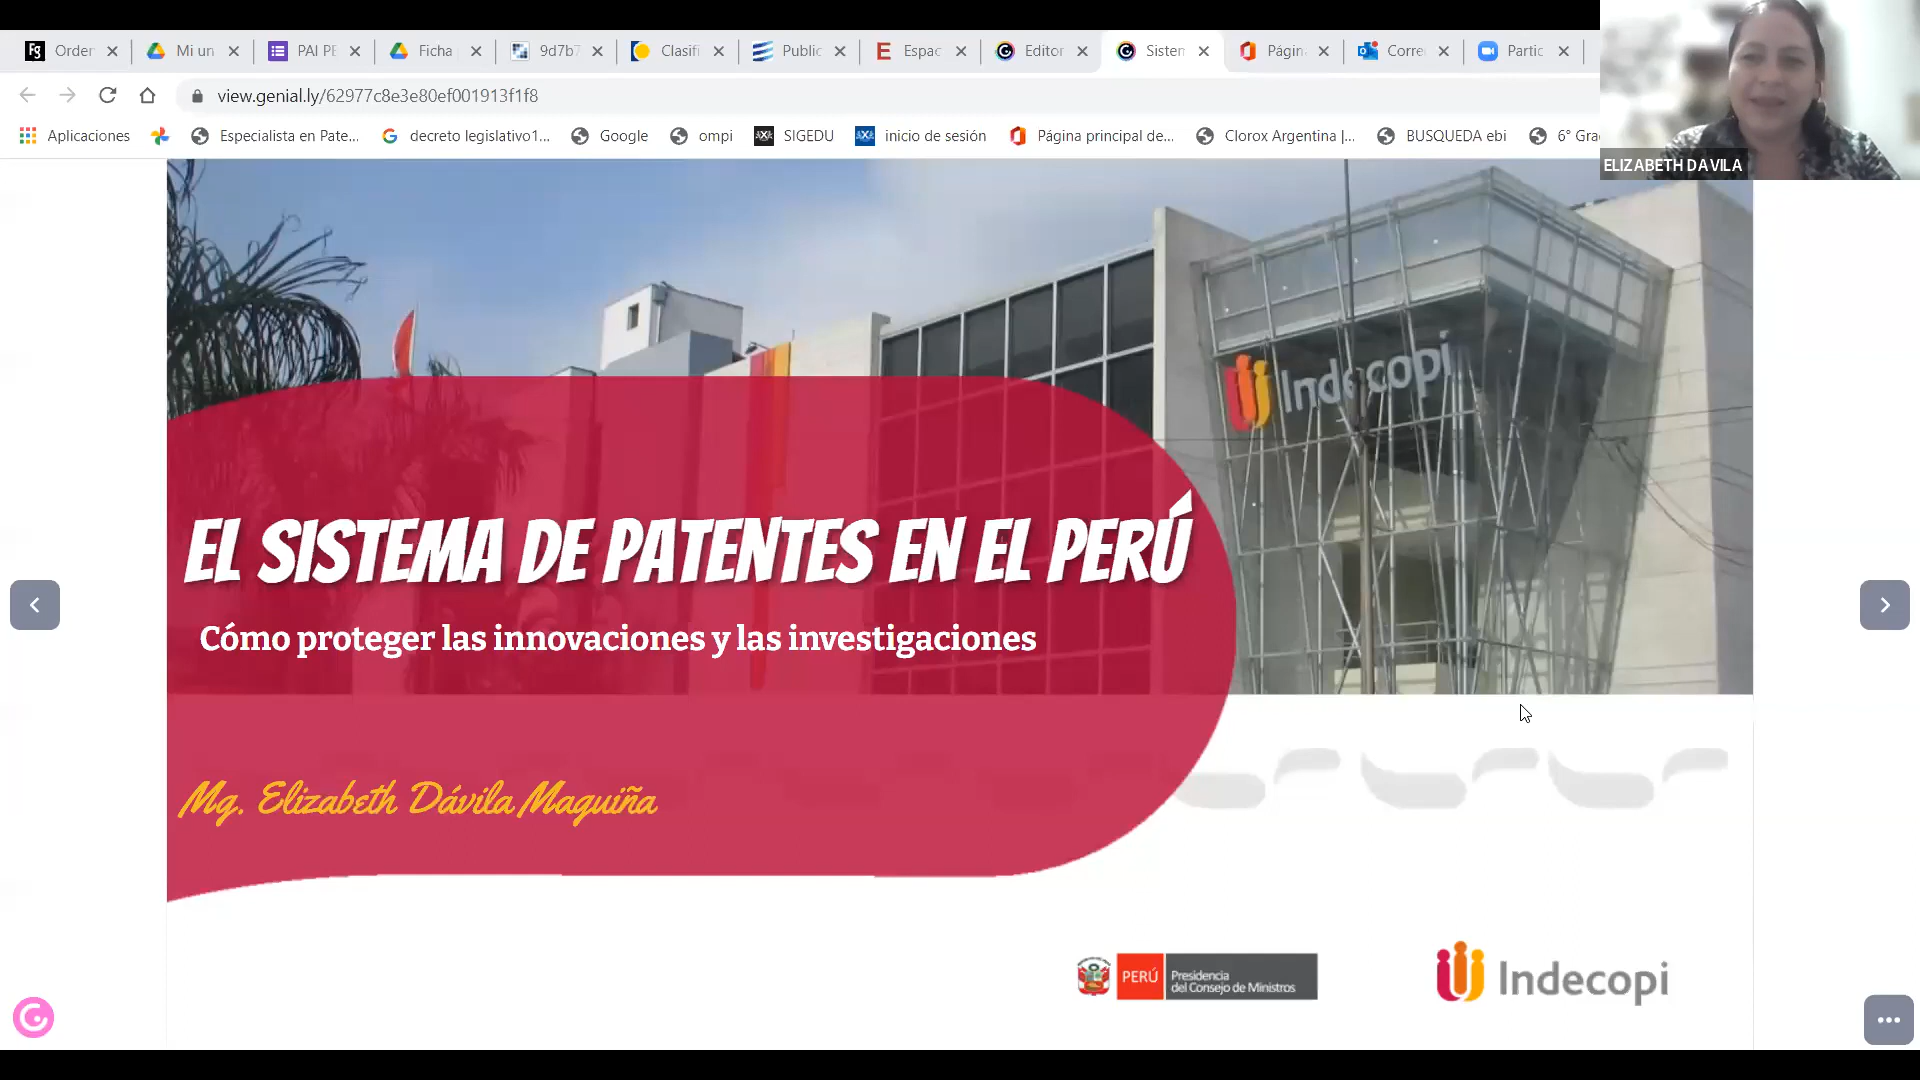 Order
Mi un
PAI PE
Ficha
9d7b7
Clasifi
Public
Espac
Editor
Sistem
Página
Corre
Partic
view.genial.ly/62977c8e3e80ef001913f1f8
Aplicaciones
Especialista en Pate...
decreto legislativo1...
Google
ompi
SIGEDU
inicio de sesión
Página principal de...
Clorox Argentina |...
BUSQUEDA ebi
6° Gra
ELIZABETH DAVILA
Indecopi
EL SISTEMA DE PATENTES EN EL PERÚ
Cómo proteger las innovaciones y las investigaciones
Mg. Elizabeth Dávila Maguiña
PERÚ
Presidencia
del Consejo de Ministros
Indecopi